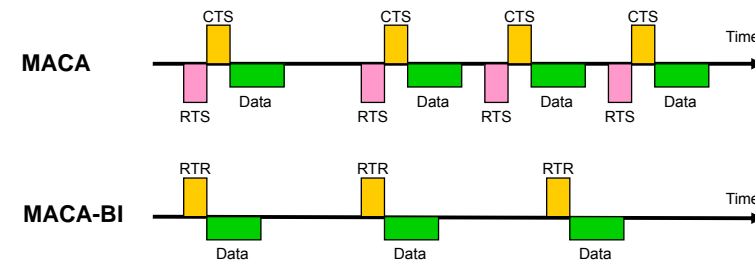 CTS CTS CTS CTS
Time
MACA
Data Data Data Data
RTS RTS RTS RTS
RTR RTR RTR
Time
MACA-BI
Data Data Data